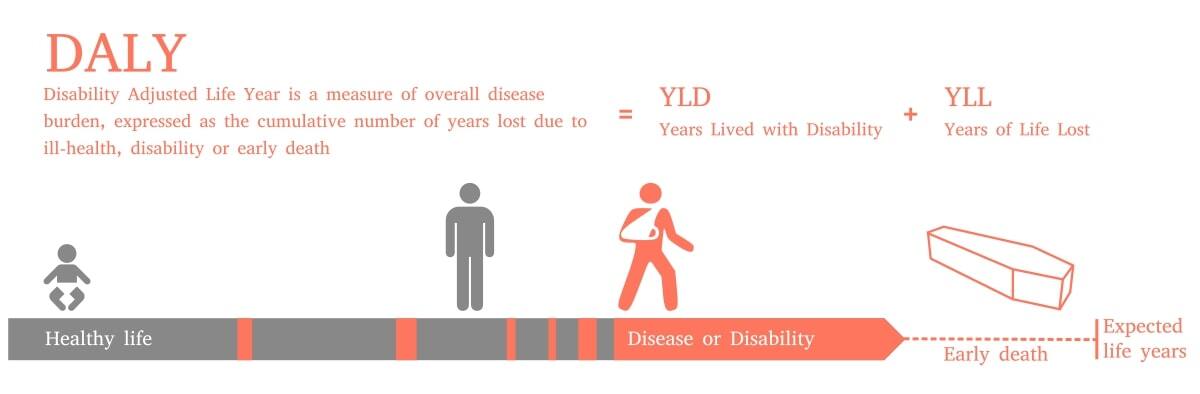 DALY
Disability Adjusted Life Year is a measure of overall disease
burden, expressed as the cumulative number of years lost due to
ill-health, disability or early death
=
YLD
Years Lived with Disability
+
YLL
Years of Life Lost
Healthy life
Disease or Disability
Early death
Expected
life years